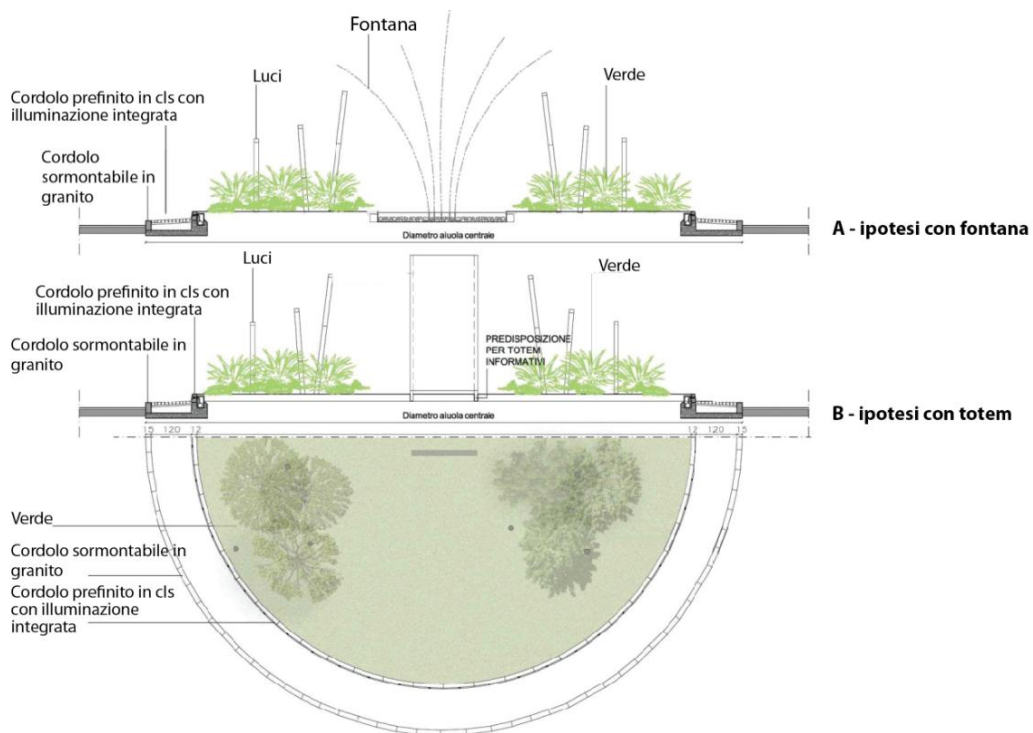 Fontana
Luci
Verde
Cordolo prefinito in cls con
illuminazione integrata
Cordolo
sormontabile in
granito
Diametro aiuola centrale
A - ipotesi con fontana
Luci
Verde
Cordolo prefinito in cls con
illuminazione integrata
Cordolo sormontabile in
granito
PREDISPOSIZIONE
PER TOTEM
INFORMATIVI
Diametro aiuola centrale
B - ipotesi con totem
15 120 12
12 120 15
Verde
Cordolo sormontabile in
granito
Cordolo prefinito in cls
con illuminazione
integrata